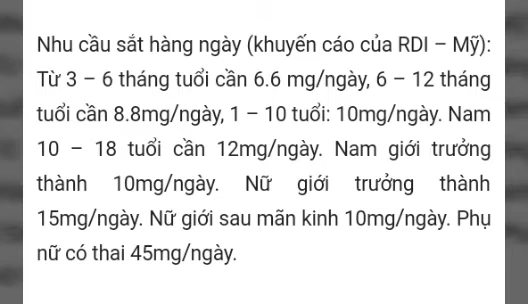 Nhu cầu sắt hàng ngày (khuyến cáo của RDI – Mỹ):
Từ 3 – 6 tháng tuổi cần 6.6 mg/ngày, 6 – 12 tháng
tuổi cần 8.8mg/ngày, 1 – 10 tuổi: 10mg/ngày. Nam
10 – 18 tuổi cần 12mg/ngày. Nam giới trưởng
thành 10mg/ngày. Nữ giới trưởng thành
15mg/ngày. Nữ giới sau mãn kinh 10mg/ngày. Phụ
nữ có thai 45mg/ngày.